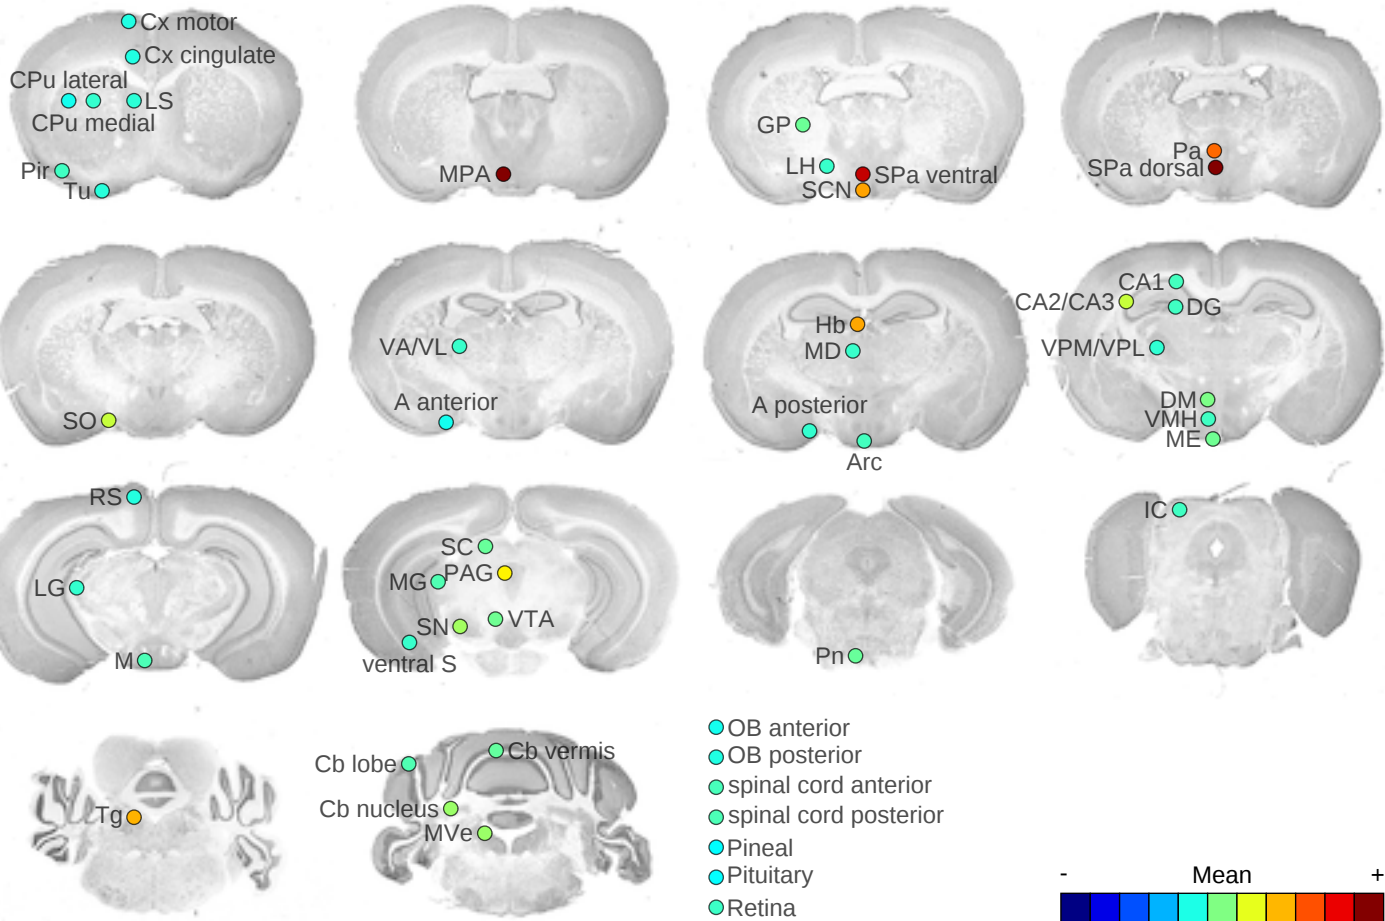 Cx motor
Cx cingulate
CPu lateral
LS
CPu medial
Pir
Tu
MPA
GP
LH
SPa ventral
SCN
Pa
SPa dorsal
SO
VA/VL
A anterior
Hb
MD
A posterior
Arc
CA1
CA2/CA3
DG
VPM/VPL
DM
VMH
ME
RS
LG
M
SC
PAG
MG
VTA
SN
ventral S
Pn
IC
Tg
Cb vermis
Cb lobe
Cb nucleus
MVe
OB anterior
OB posterior
spinal cord anterior
spinal cord posterior
Pineal
Pituitary
Retina
- Mean +